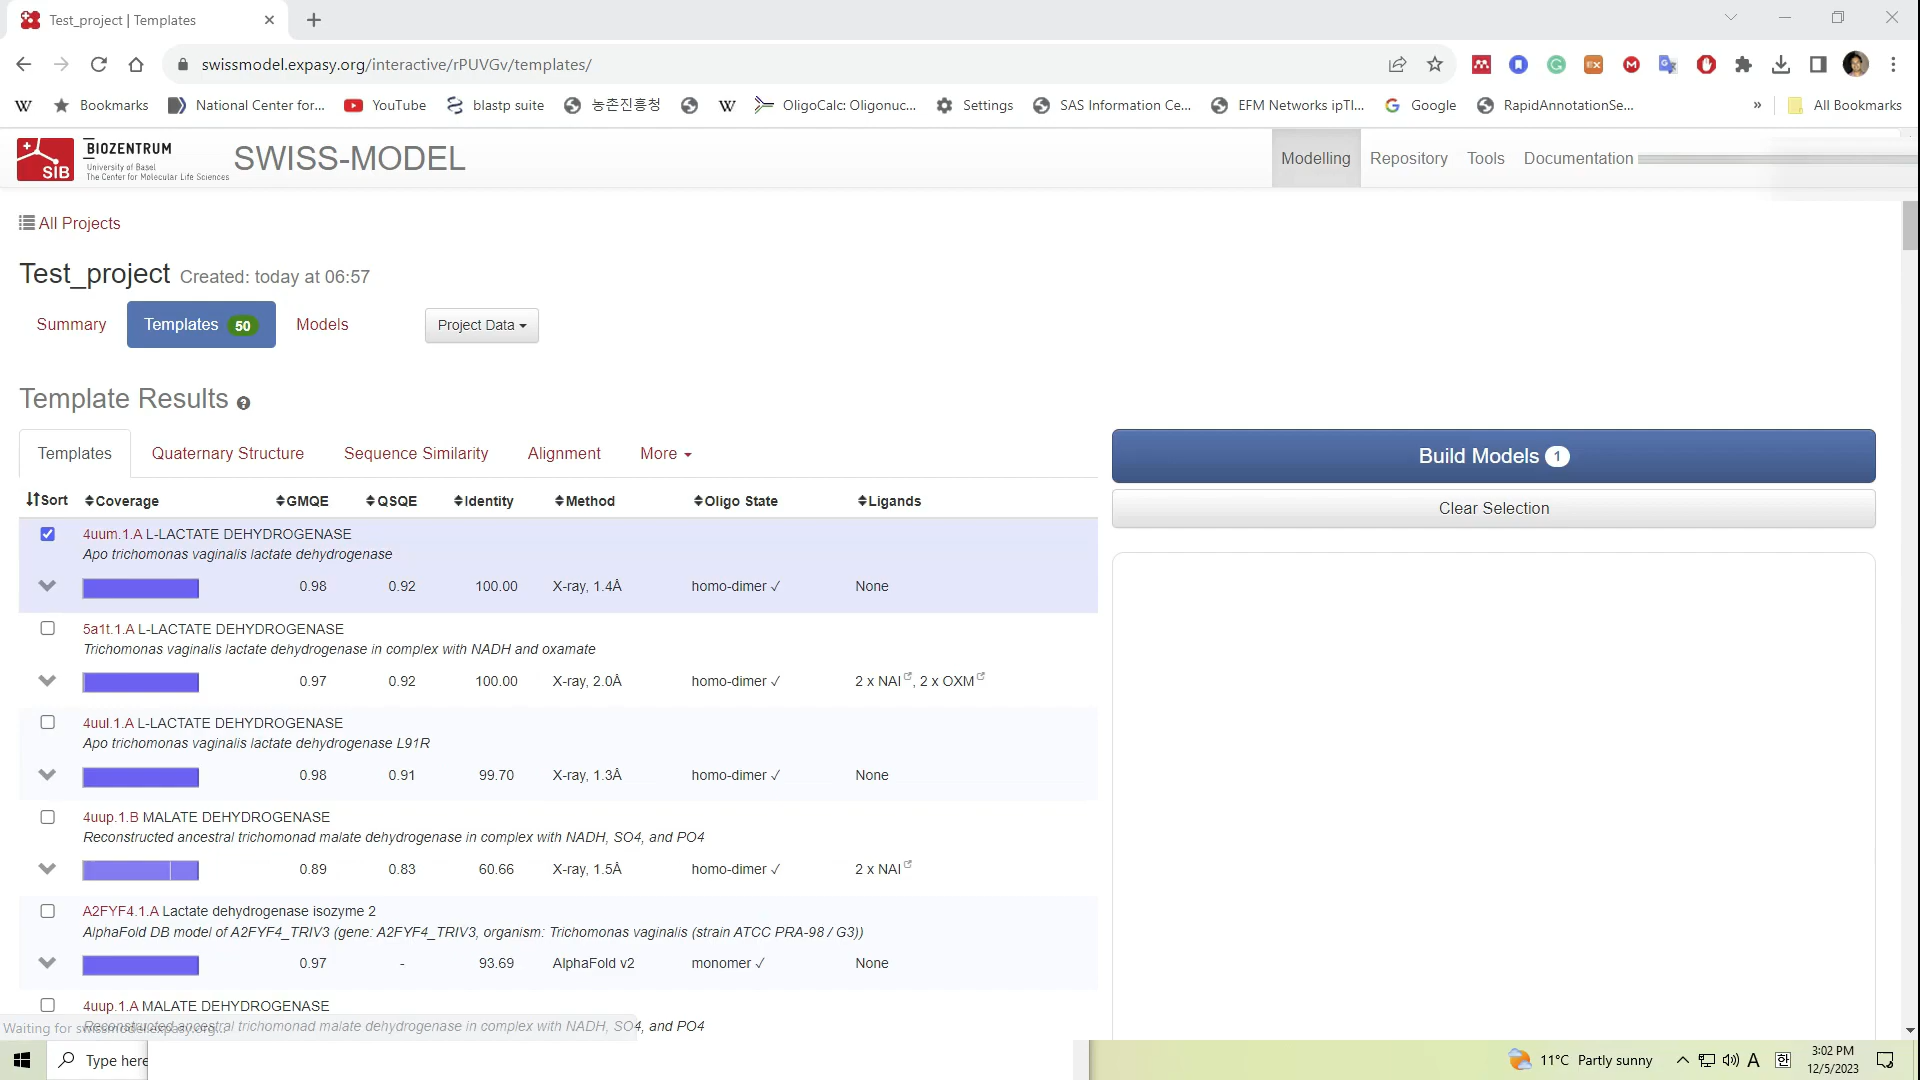 Test_project | Templates
swissmodel.expasy.org/interactive/rPUVGv/templates/
Bookmarks National Center for... YouTube blastp suite 농촌진흥청 OligoCalc: Oligonuc... Settings SAS Information Ce... EFM Networks ipTI... Google RapidAnnotationSe... » All Bookmarks
SIB BIOZENTRUM
University of Basel
The Center for Molecular Life Sciences
SWISS-MODEL
Modelling Repository Tools Documentation
All Projects
Test_project Created: today at 06:57
Summary Templates 50 Models Project Data
Template Results
Templates Quaternary Structure Sequence Similarity Alignment More
Build Models 1
Sort Coverage GMQE QSQE Identity Method Oligo State Ligands
Clear Selection
4uum.1.A L-LACTATE DEHYDROGENASE
Apo trichomonas vaginalis lactate dehydrogenase
0.98 0.92 100.00 X-ray, 1.4Å homo-dimer ✓ None
5a1t.1.A L-LACTATE DEHYDROGENASE
Trichomonas vaginalis lactate dehydrogenase in complex with NADH and oxamate
0.97 0.92 100.00 X-ray, 2.0Å homo-dimer ✓ 2 x NAI, 2 x OXM
4uul.1.A L-LACTATE DEHYDROGENASE
Apo trichomonas vaginalis lactate dehydrogenase L91R
0.98 0.91 99.70 X-ray, 1.3Å homo-dimer ✓ None
4uup.1.B MALATE DEHYDROGENASE
Reconstructed ancestral trichomonad malate dehydrogenase in complex with NADH, SO4, and PO4
0.89 0.83 60.66 X-ray, 1.5Å homo-dimer ✓ 2 x NAI
A2FYF4.1.A Lactate dehydrogenase isozyme 2
AlphaFold DB model of A2FYF4_TRIV3 (gene: A2FYF4_TRIV3, organism: Trichomonas vaginalis (strain ATCC PRA-98 / G3))
0.97 - 93.69 AlphaFold v2 monomer ✓ None
4uup.1.A MALATE DEHYDROGENASE
Reconstructed ancestral trichomonad malate dehydrogenase in complex with NADH, SO4, and PO4
Waiting for swissmodel.expasy.org...
Type here
11°C Partly sunny
A 한
3:02 PM
12/5/2023